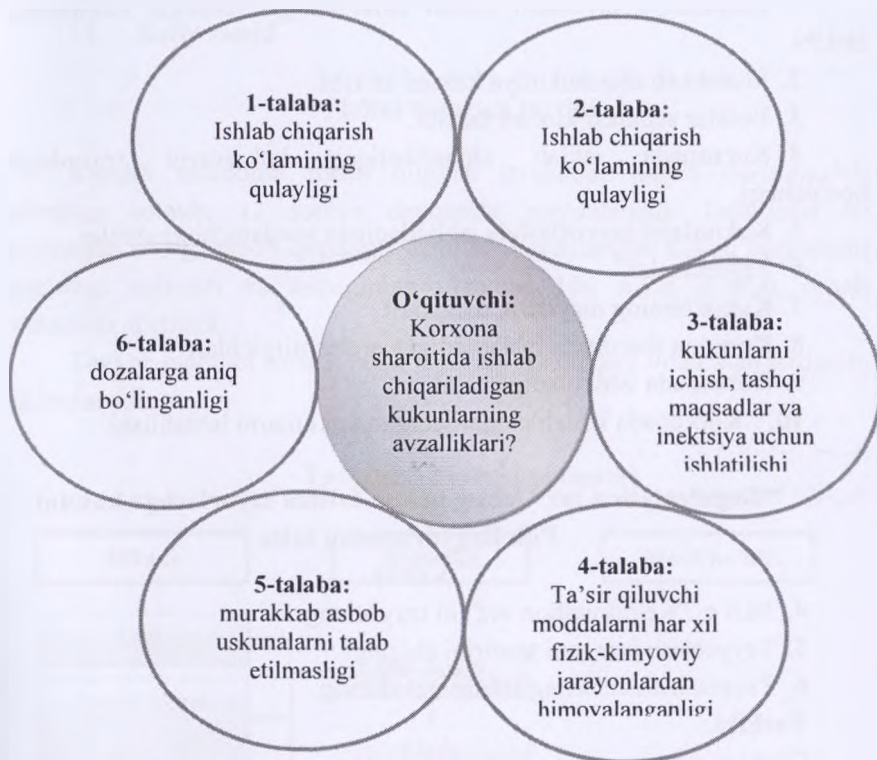 1-talaba:
Ishlab chiqarish
ko‘lamining
qulayligi
2-talaba:
Ishlab chiqarish
ko‘lamining
qulayligi
O‘qituvchi:
Korxona
sharoitida ishlab
chiqariladigan
kukunlarning
avzalliklari?
3-talaba:
kukunlarni
ichish, tashqi
maqsadlar va
inektsiya uchun
ishlatilishi
4-talaba:
Ta’sir qiluvchi
moddalarni har xil
fizik-kimyoviy
jarayonlardan
himoyalanganligi
5-talaba:
murakkab asbob
uskunalarni talab
etilmasligi
6-talaba:
dozalarga aniq
bo‘linganligi